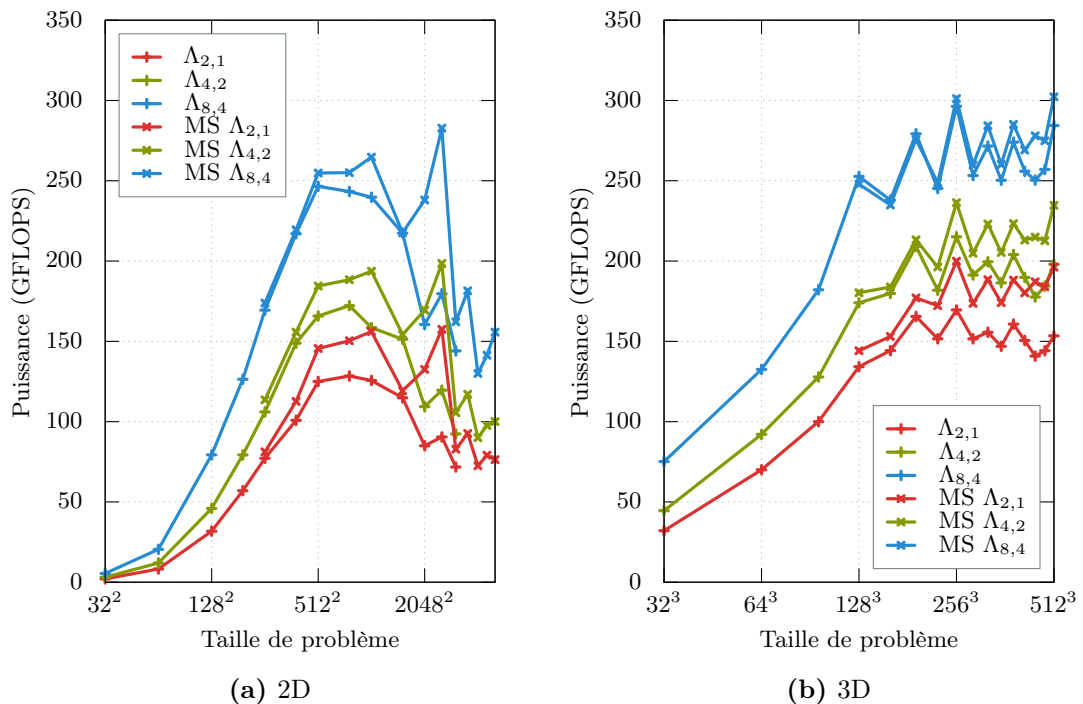 350
300
250
200
150
100
50
0
Puissance (GFLOPS)
Λ2,1
Λ4,2
Λ8,4
MS Λ2,1
MS Λ4,2
MS Λ8,4
32² 128² 512² 2048²
Taille de problème
(a) 2D
350
300
250
200
150
100
50
0
Puissance (GFLOPS)
Λ2,1
Λ4,2
Λ8,4
MS Λ2,1
MS Λ4,2
MS Λ8,4
32³ 64³ 128³ 256³ 512³
Taille de problème
(b) 3D